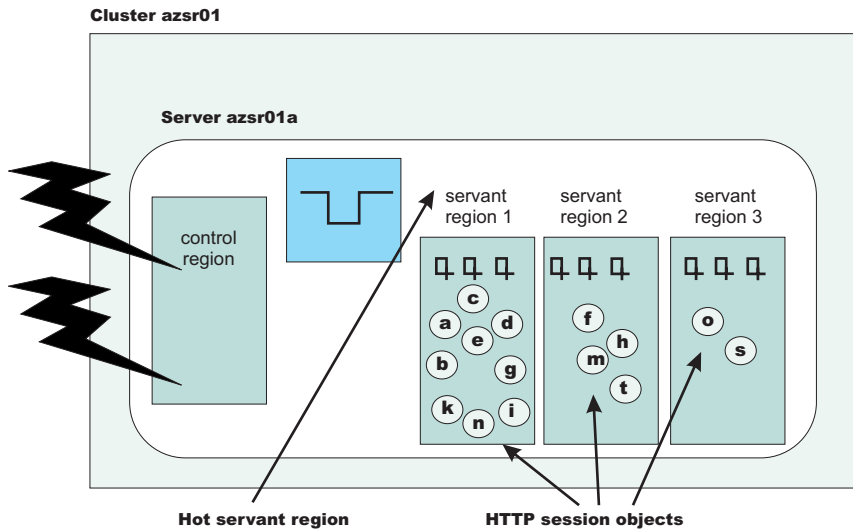 Cluster azsr01
Server azsr01a
control
region
servant
region 1
servant
region 2
servant
region 3
c
a
d
e
b
g
k
n
i
f
h
m
t
o
s
Hot servant region
HTTP session objects